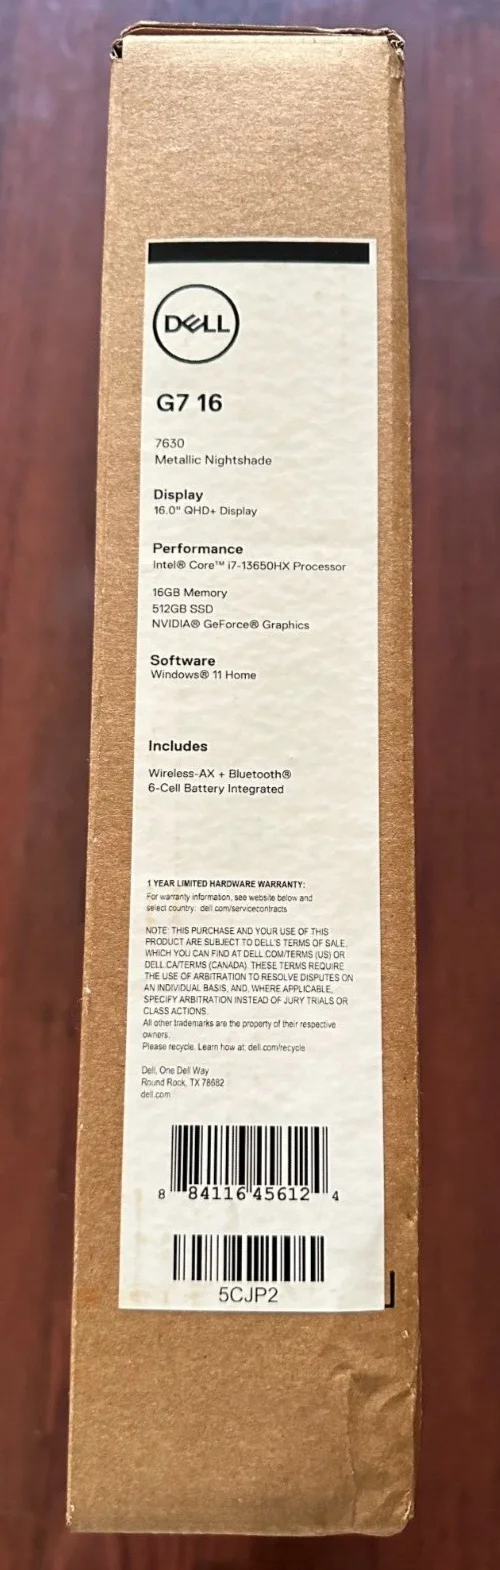 DELL
G7 16
7630
Metallic Nightshade
Display
16.0" QHD+ Display
Performance
Intel® Core™ i7-13650HX Processor
16GB Memory
512GB SSD
NVIDIA® GeForce® Graphics
Software
Windows® 11 Home
Includes
Wireless-AX + Bluetooth®
6-Cell Battery Integrated
1 YEAR LIMITED HARDWARE WARRANTY:
For warranty information, see website below and
select country: dell.com/servicecontracts
NOTE: THIS PURCHASE AND YOUR USE OF THIS
PRODUCT ARE SUBJECT TO DELL'S TERMS OF SALE,
WHICH YOU CAN FIND AT DELL.COM/TERMS (US) OR
DELL.CA/TERMS (CANADA). THESE TERMS REQUIRE
THE USE OF ARBITRATION TO RESOLVE DISPUTES ON
AN INDIVIDUAL BASIS, AND, WHERE APPLICABLE,
SPECIFY ARBITRATION INSTEAD OF JURY TRIALS OR
CLASS ACTIONS.
All other trademarks are the property of their respective
owners.
Please recycle. Learn how at: dell.com/recycle
Dell, One Dell Way
Round Rock, TX 78682
dell.com
8 84116 45612 4
5CJP2